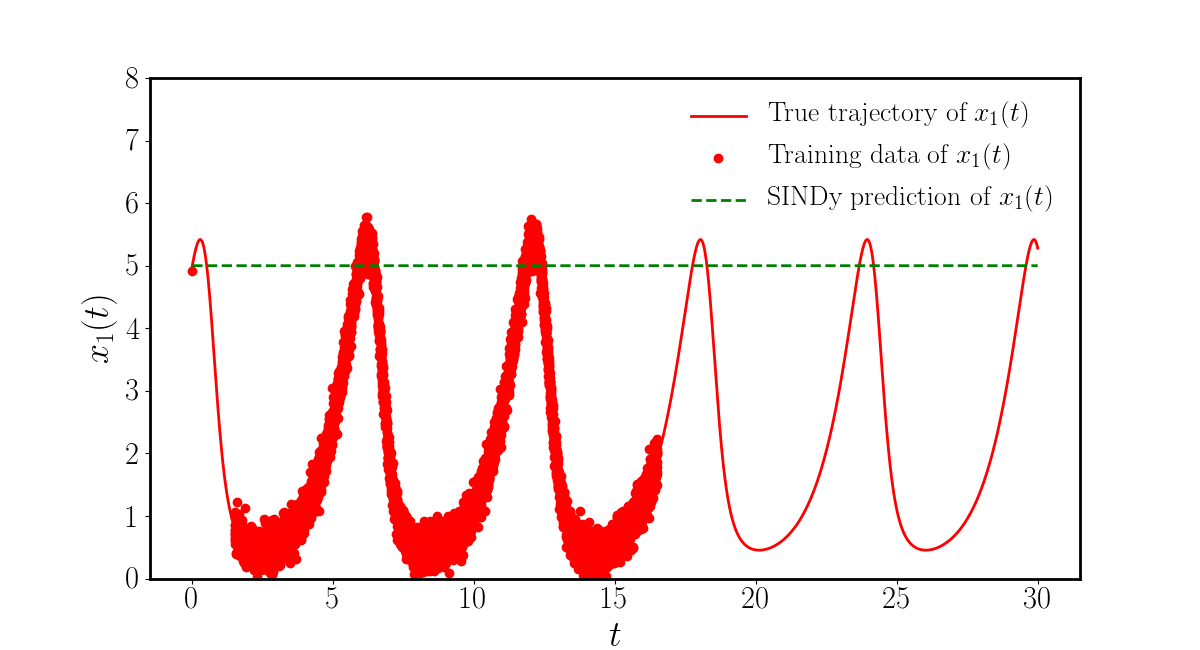 8
7
6
5
4
3
2
1
0
x₁(t)
True trajectory of x₁(t)
Training data of x₁(t)
SINDy prediction of x₁(t)
0 5 10 15 20 25 30
t